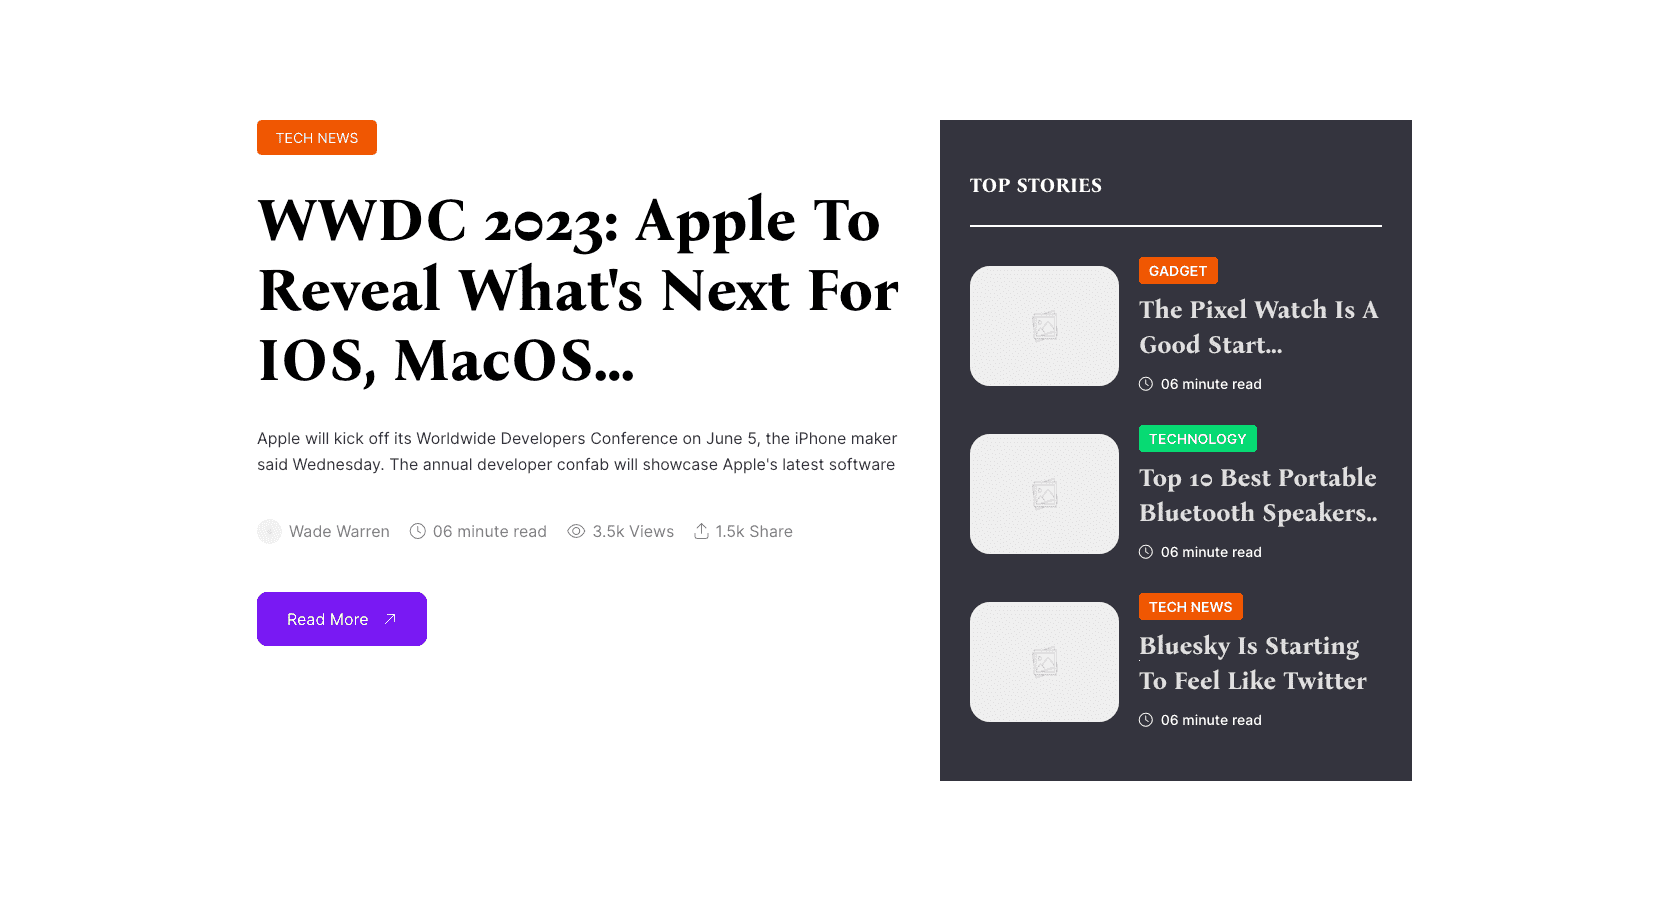 TECH NEWS
WWDC 2023: Apple To
Reveal What's Next For
IOS, MacOS...
Apple will kick off its Worldwide Developers Conference on June 5, the iPhone maker
said Wednesday. The annual developer confab will showcase Apple's latest software
Wade Warren 06 minute read 3.5k Views 1.5k Share
Read More
TOP STORIES
GADGET
The Pixel Watch Is A
Good Start...
06 minute read
TECHNOLOGY
Top 10 Best Portable
Bluetooth Speakers..
06 minute read
TECH NEWS
Bluesky Is Starting
To Feel Like Twitter
06 minute read